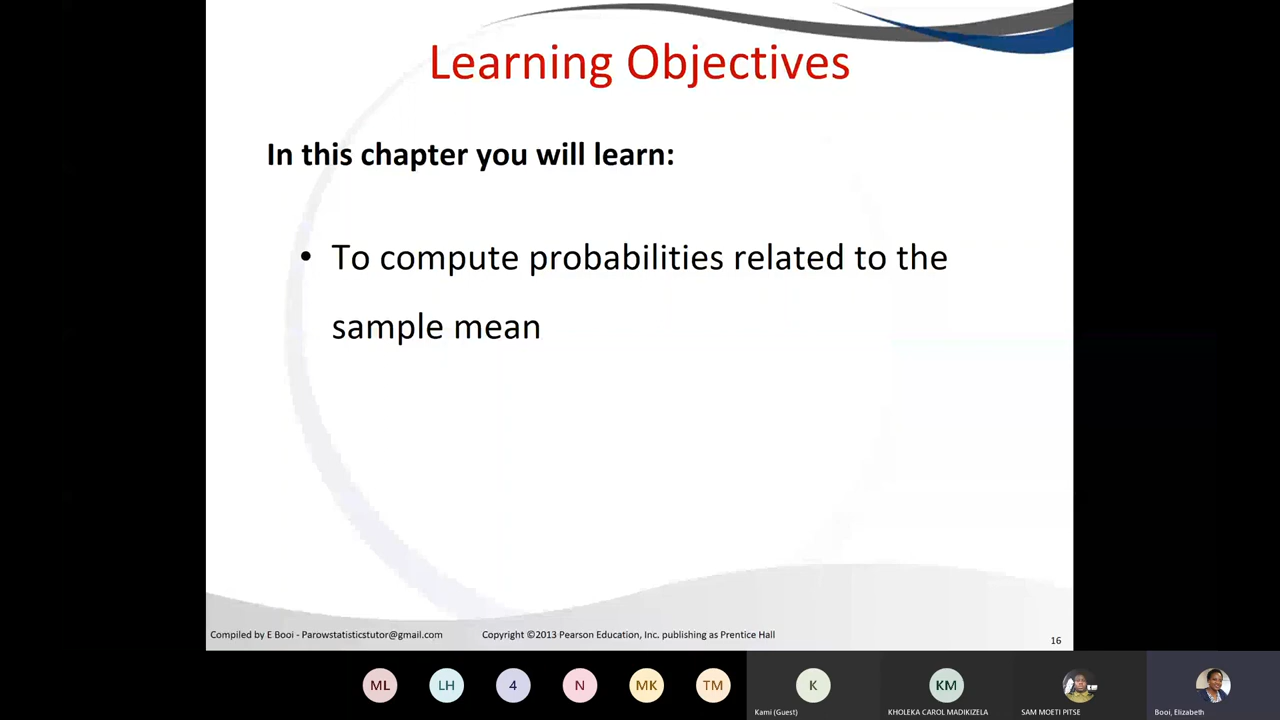 Learning Objectives
In this chapter you will learn:
• To compute probabilities related to the
sample mean
Compiled by E Booi - Parowstatisticstutor@gmail.com
Copyright ©2013 Pearson Education, Inc. publishing as Prentice Hall
16
ML
LH
4
N
MK
TM
K
KM
Kami (Guest)
KHOLEKA CAROL MADIKIZELA
SAM MOETI PITSE
Booi, Elizabeth